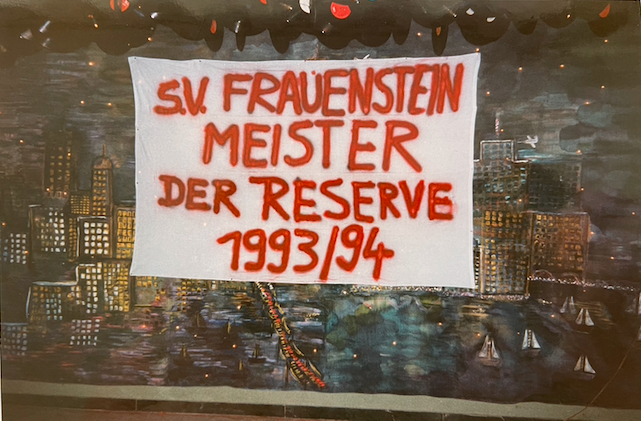 S.V. FRAUENSTEIN
MEISTER
DER RESERVE
1993/94